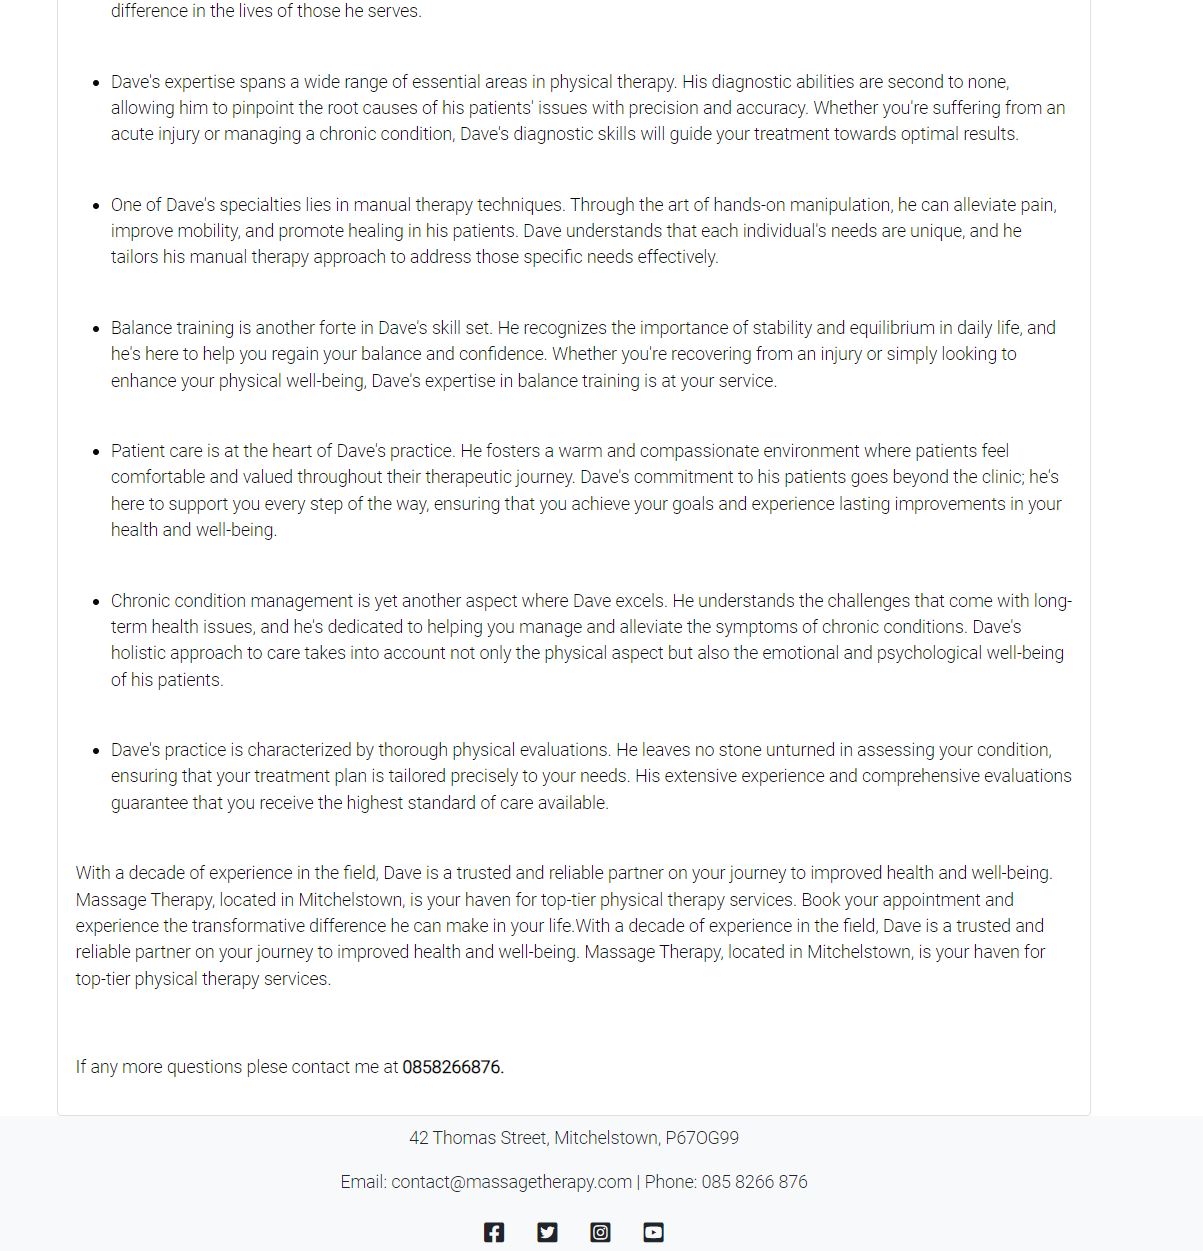 difference in the lives of those he serves.
Dave's expertise spans a wide range of essential areas in physical therapy. His diagnostic abilities are second to none,
allowing him to pinpoint the root causes of his patients' issues with precision and accuracy. Whether you're suffering from an
acute injury or managing a chronic condition, Dave's diagnostic skills will guide your treatment towards optimal results.
One of Dave's specialties lies in manual therapy techniques. Through the art of hands-on manipulation, he can alleviate pain,
improve mobility, and promote healing in his patients. Dave understands that each individual's needs are unique, and he
tailors his manual therapy approach to address those specific needs effectively.
Balance training is another forte in Dave's skill set. He recognizes the importance of stability and equilibrium in daily life, and
he's here to help you regain your balance and confidence. Whether you're recovering from an injury or simply looking to
enhance your physical well-being, Dave's expertise in balance training is at your service.
Patient care is at the heart of Dave's practice. He fosters a warm and compassionate environment where patients feel
comfortable and valued throughout their therapeutic journey. Dave's commitment to his patients goes beyond the clinic; he's
here to support you every step of the way, ensuring that you achieve your goals and experience lasting improvements in your
health and well-being.
Chronic condition management is yet another aspect where Dave excels. He understands the challenges that come with long-
term health issues, and he's dedicated to helping you manage and alleviate the symptoms of chronic conditions. Dave's
holistic approach to care takes into account not only the physical aspect but also the emotional and psychological well-being
of his patients.
Dave's practice is characterized by thorough physical evaluations. He leaves no stone unturned in assessing your condition,
ensuring that your treatment plan is tailored precisely to your needs. His extensive experience and comprehensive evaluations
guarantee that you receive the highest standard of care available.
With a decade of experience in the field, Dave is a trusted and reliable partner on your journey to improved health and well-being.
Massage Therapy, located in Mitchelstown, is your haven for top-tier physical therapy services. Book your appointment and
experience the transformative difference he can make in your life.With a decade of experience in the field, Dave is a trusted and
reliable partner on your journey to improved health and well-being. Massage Therapy, located in Mitchelstown, is your haven for
top-tier physical therapy services.
If any more questions plese contact me at 0858266876.
42 Thomas Street, Mitchelstown, P67OG99
Email: contact@massagetherapy.com | Phone: 085 8266 876